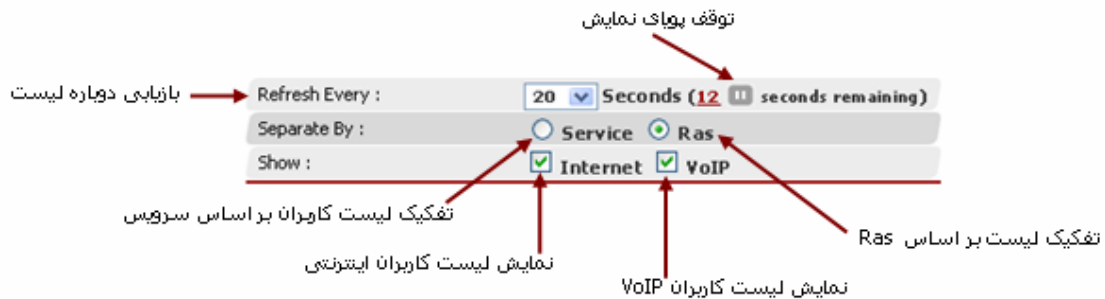 توقف پویای نمایش
بازیابی دوباره لیست
Refresh Every : 20 Seconds (12 seconds remaining)
Separate By : Service Ras
Show : Internet VoIP
تفکیک لیست کاربران بر اساس سرویس
تفکیک لیست بر اساس Ras
نمایش لیست کاربران اینترنتی
نمایش لیست کاربران VoIP